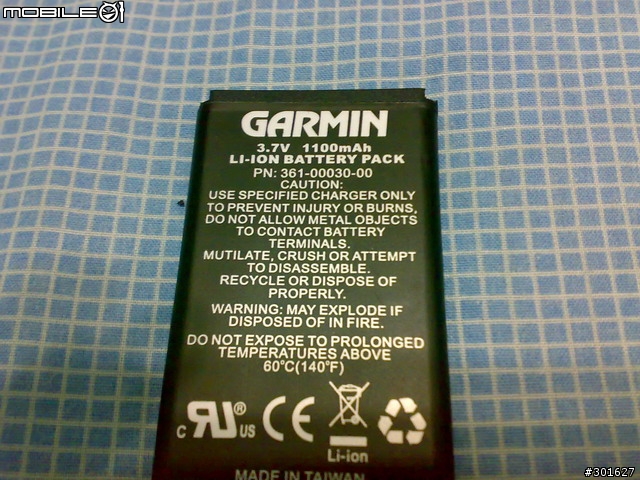 MOBILE01
GARMIN
3.7V 1100mAh
LI-ION BATTERY PACK
PN: 361-00030-00
CAUTION:
USE SPECIFIED CHARGER ONLY
TO PREVENT INJURY OR BURNS,
DO NOT ALLOW METAL OBJECTS
TO CONTACT BATTERY
TERMINALS.
MUTILATE, CRUSH OR ATTEMPT
TO DISASSEMBLE.
RECYCLE OR DISPOSE OF
PROPERLY.
WARNING: MAY EXPLODE IF
DISPOSED OF IN FIRE.
DO NOT EXPOSE TO PROLONGED
TEMPERATURES ABOVE
60°C(140°F)
c RU® US CE
Li-ion
MADE IN TAIWAN
#301627